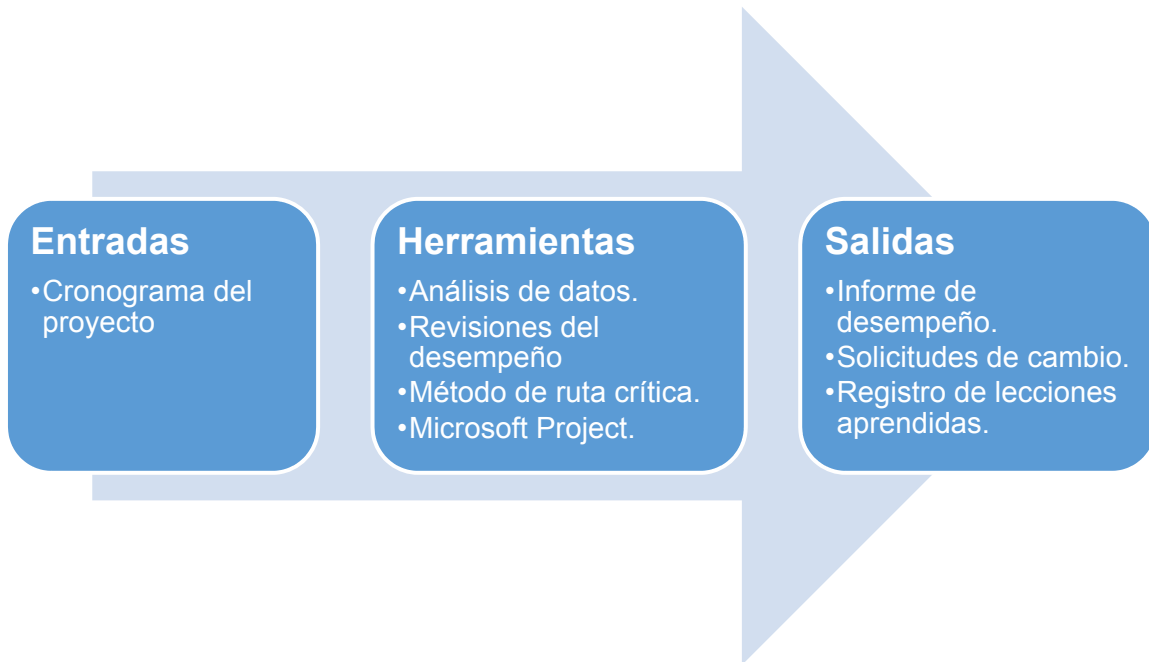 Entradas
•Cronograma del
proyecto
Herramientas
•Análisis de datos.
•Revisiones del
desempeño
•Método de ruta crítica.
•Microsoft Project.
Salidas
•Informe de
desempeño.
•Solicitudes de cambio.
•Registro de lecciones
aprendidas.